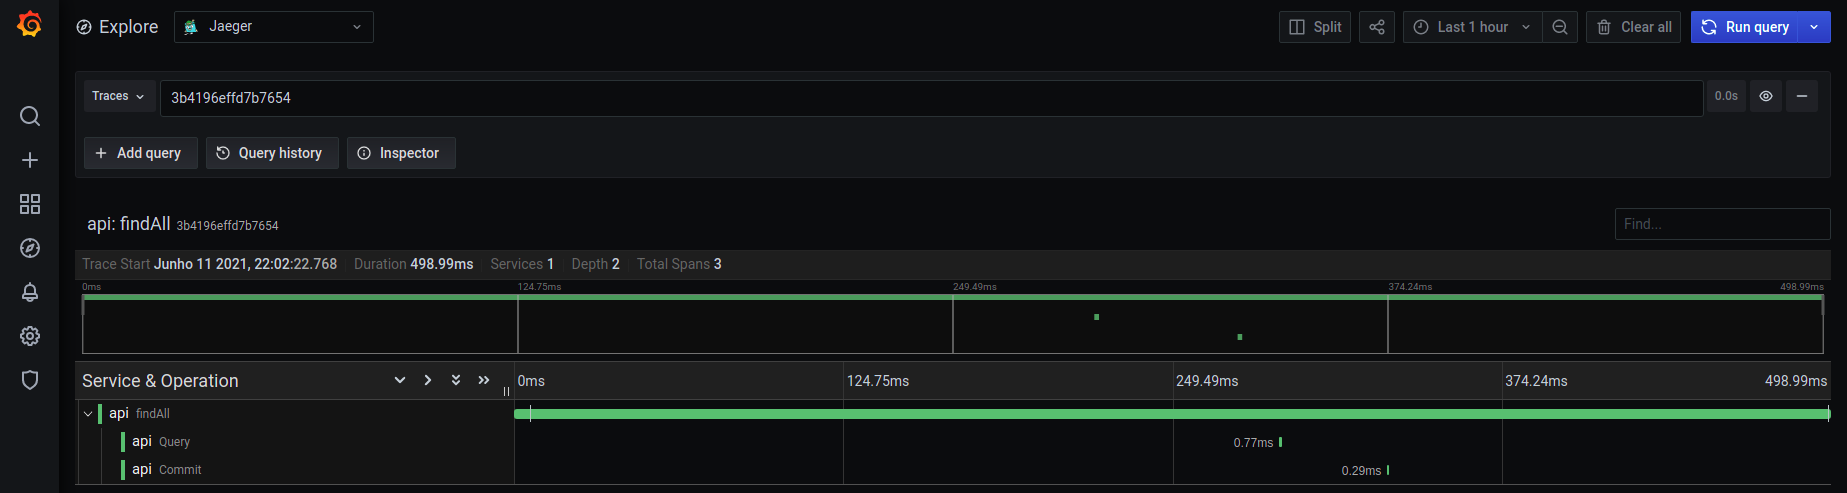 Explore Jaeger Split Last 1 hour Clear all Run query
Traces 3b4196effd7b7654 0.0s
Add query Query history Inspector
api: findAll 3b4196effd7b7654 Find...
Trace Start Junho 11 2021, 22:02:22.768 Duration 498.99ms Services 1 Depth 2 Total Spans 3
0ms 124.75ms 249.49ms 374.24ms 498.99ms
Service & Operation 0ms 124.75ms 249.49ms 374.24ms 498.99ms
api findAll
api Query 0.77ms
api Commit 0.29ms